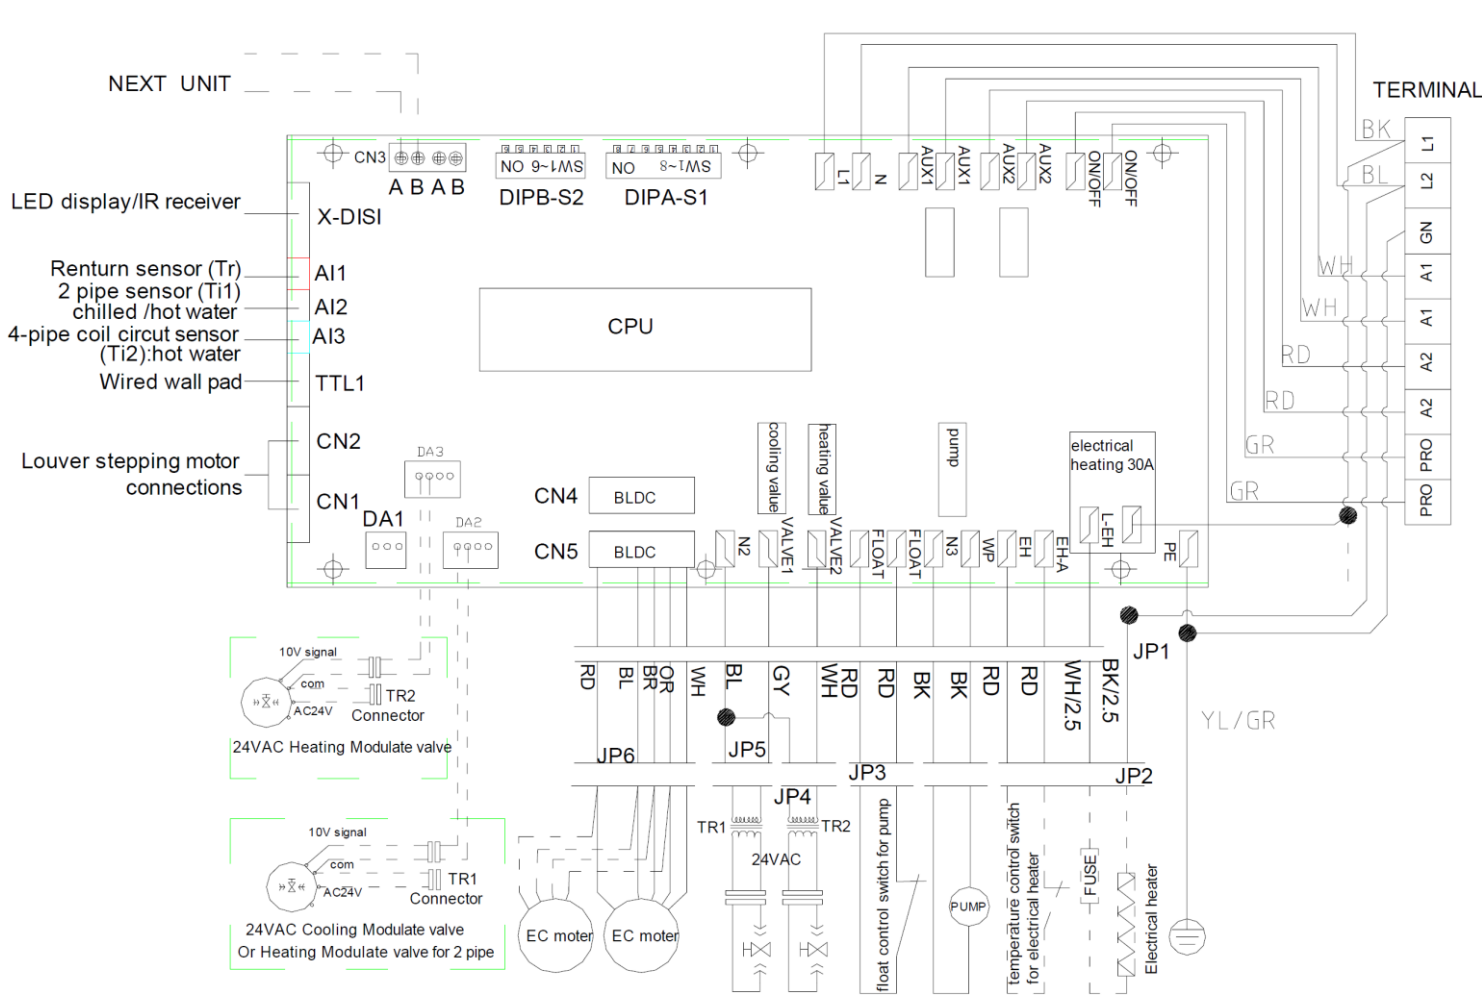 NEXT UNIT
TERMINAL
CN3
A B A B
ON SW1~6
DIPB-S2
ON SW1~8
DIPA-S1
L1
N
AUX1
AUX1
AUX2
AUX2
ON/OFF
ON/OFF
BK
BL
WH
WH
RD
RD
GR
GR
L1
L2
GN
A1
A1
A2
A2
PRO
PRO
LED display/IR receiver
X-DISI
Renturn sensor (Tr)
AI1
2 pipe sensor (Ti1)
chilled /hot water
AI2
4-pipe coil circut sensor
(Ti2):hot water
AI3
Wired wall pad
TTL1
Louver stepping motor
connections
CN2
CN1
CPU
DA3
DA1
DA2
CN4
BLDC
CN5
BLDC
cooling value
heating value
pump
electrical
heating 30A
N2
VALVE1
VALVE2
FLOAT
FLOAT
N3
WP
EH
EH-A
L-EH
PE
JP1
RD
BL
BR
OR
WH
BL
GY
WH
RD
RD
BK
BK
RD
RD
WH/2.5
BK/2.5
YL/GR
JP6
JP5
JP4
JP3
JP2
10V signal
com
AC24V
TR2
Connector
24VAC Heating Modulate valve
10V signal
com
AC24V
TR1
Connector
24VAC Cooling Modulate valve
Or Heating Modulate valve for 2 pipe
EC moter
EC moter
TR1
TR2
24VAC
float control switch for pump
PUMP
temperature control switch
for electrical heater
FUSE
Electrical heater